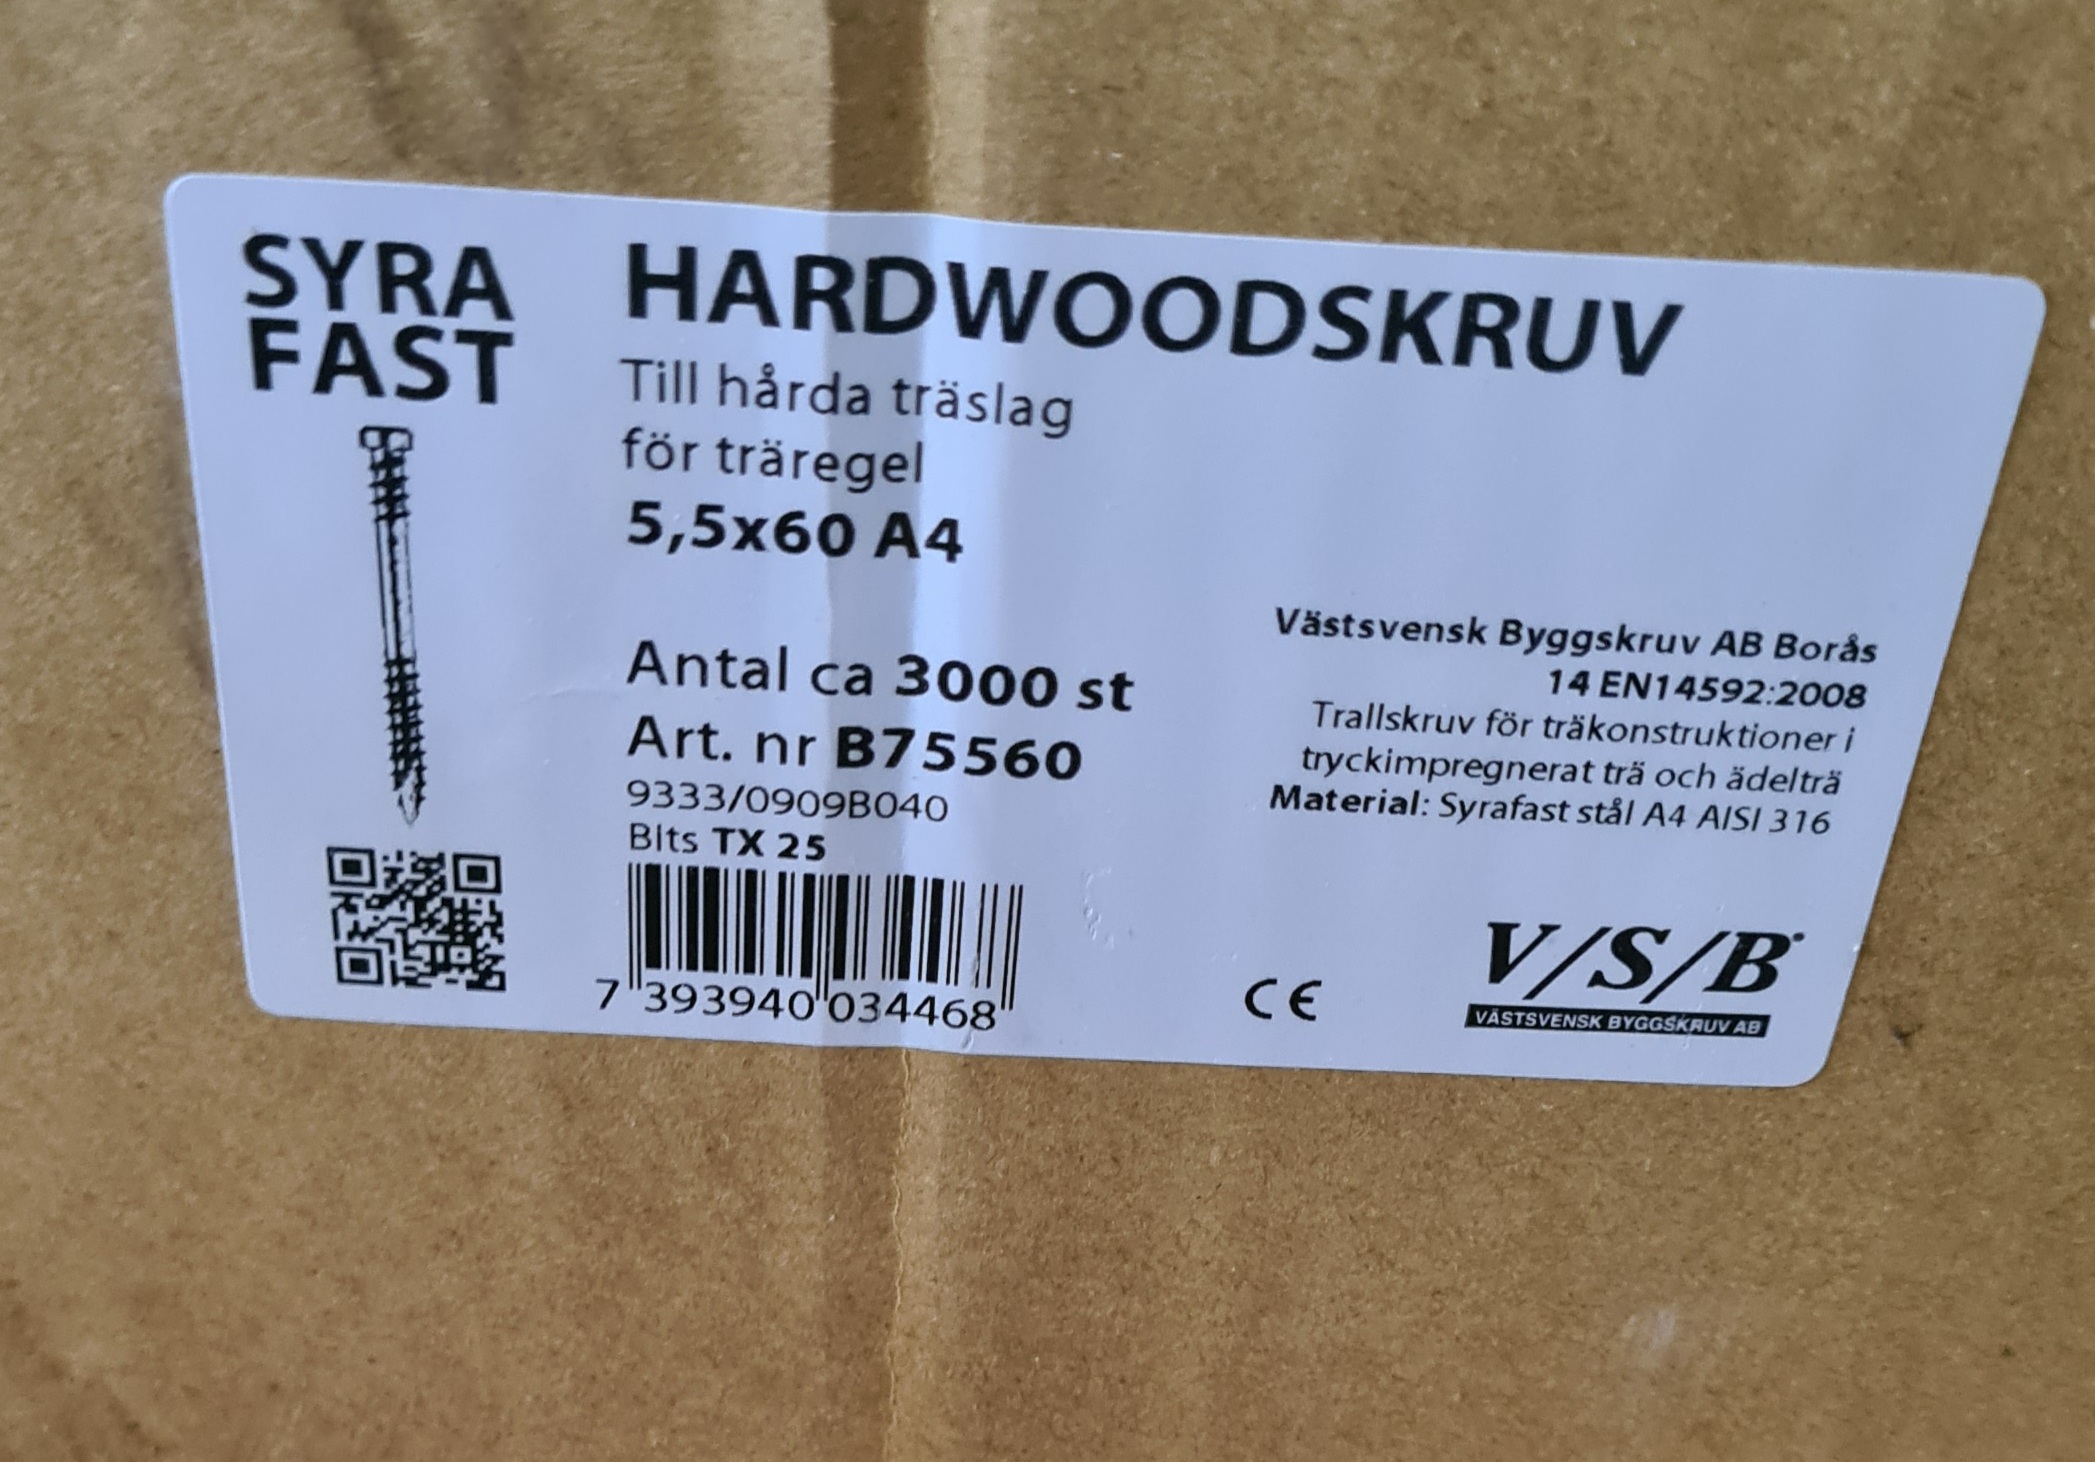 SYRA
FAST
HARDWOODSKRUV
Till hårda träslag
för träregel
5,5x60 A4
Antal ca 3000 st
Art. nr B75560
9333/0909B040
Bits TX 25
7 393940 034468
Västsvensk Byggskruv AB Borås
14 EN14592:2008
Trallskruv för träkonstruktioner i
tryckimpregnerat trä och ädelträ
Material: Syrafast stål A4 AISI 316
CE
V/S/B
VÄSTSVENSK BYGGSKRUV AB